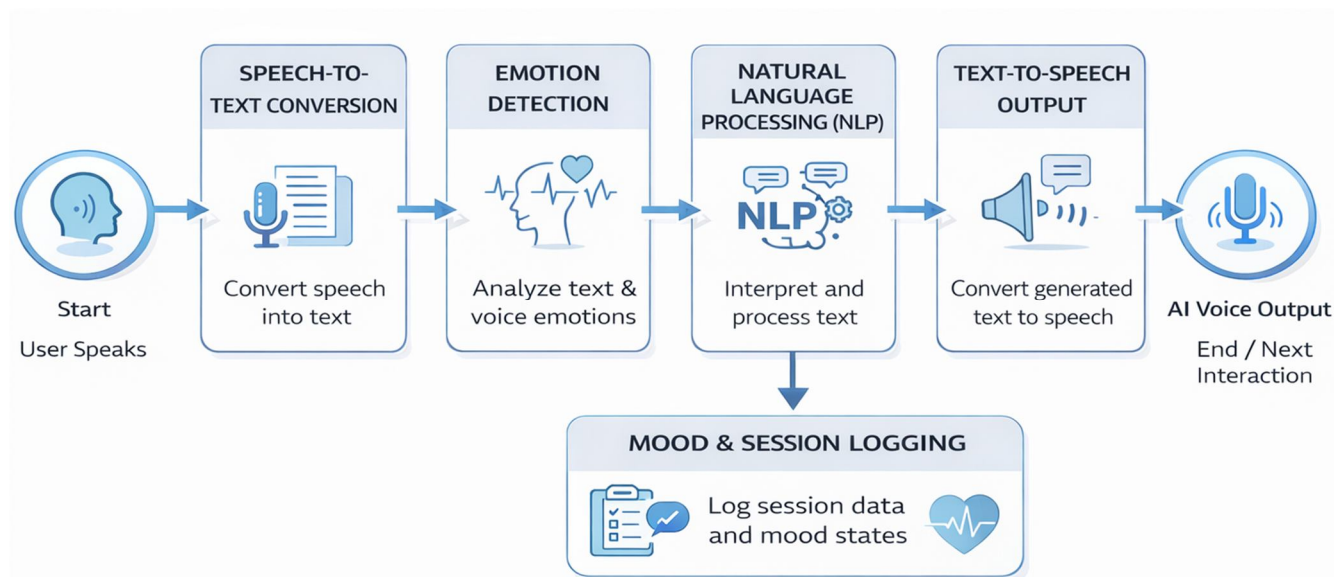 SPEECH-TO-
TEXT CONVERSION
Convert speech
into text
EMOTION
DETECTION
Analyze text &
voice emotions
NATURAL
LANGUAGE
PROCESSING (NLP)
NLP
Interpret and
process text
TEXT-TO-SPEECH
OUTPUT
Convert generated
text to speech
Start
User Speaks
AI Voice Output
End / Next
Interaction
MOOD & SESSION LOGGING
Log session data
and mood states